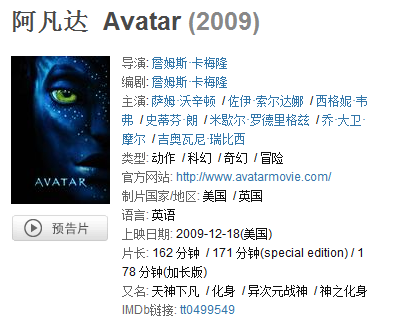 阿凡达 Avatar (2009)
AVATAR
预告片
导演: 詹姆斯·卡梅隆
编剧: 詹姆斯·卡梅隆
主演: 萨姆·沃辛顿 / 佐伊·索尔达娜 / 西格妮·韦
弗 / 史蒂芬·朗 / 米歇尔·罗德里格兹 / 乔·大卫·
摩尔 / 吉奥瓦尼·瑞比西
类型: 动作 / 科幻 / 奇幻 / 冒险
官方网站: http://www.avatarmovie.com/
制片国家/地区: 美国 / 英国
语言: 英语
上映日期: 2009-12-18(美国)
片长: 162 分钟 / 171 分钟(special edition) / 1
78 分钟(加长版)
又名: 天神下凡 / 化身 / 异次元战神 / 神之化身
IMDb链接: tt0499549